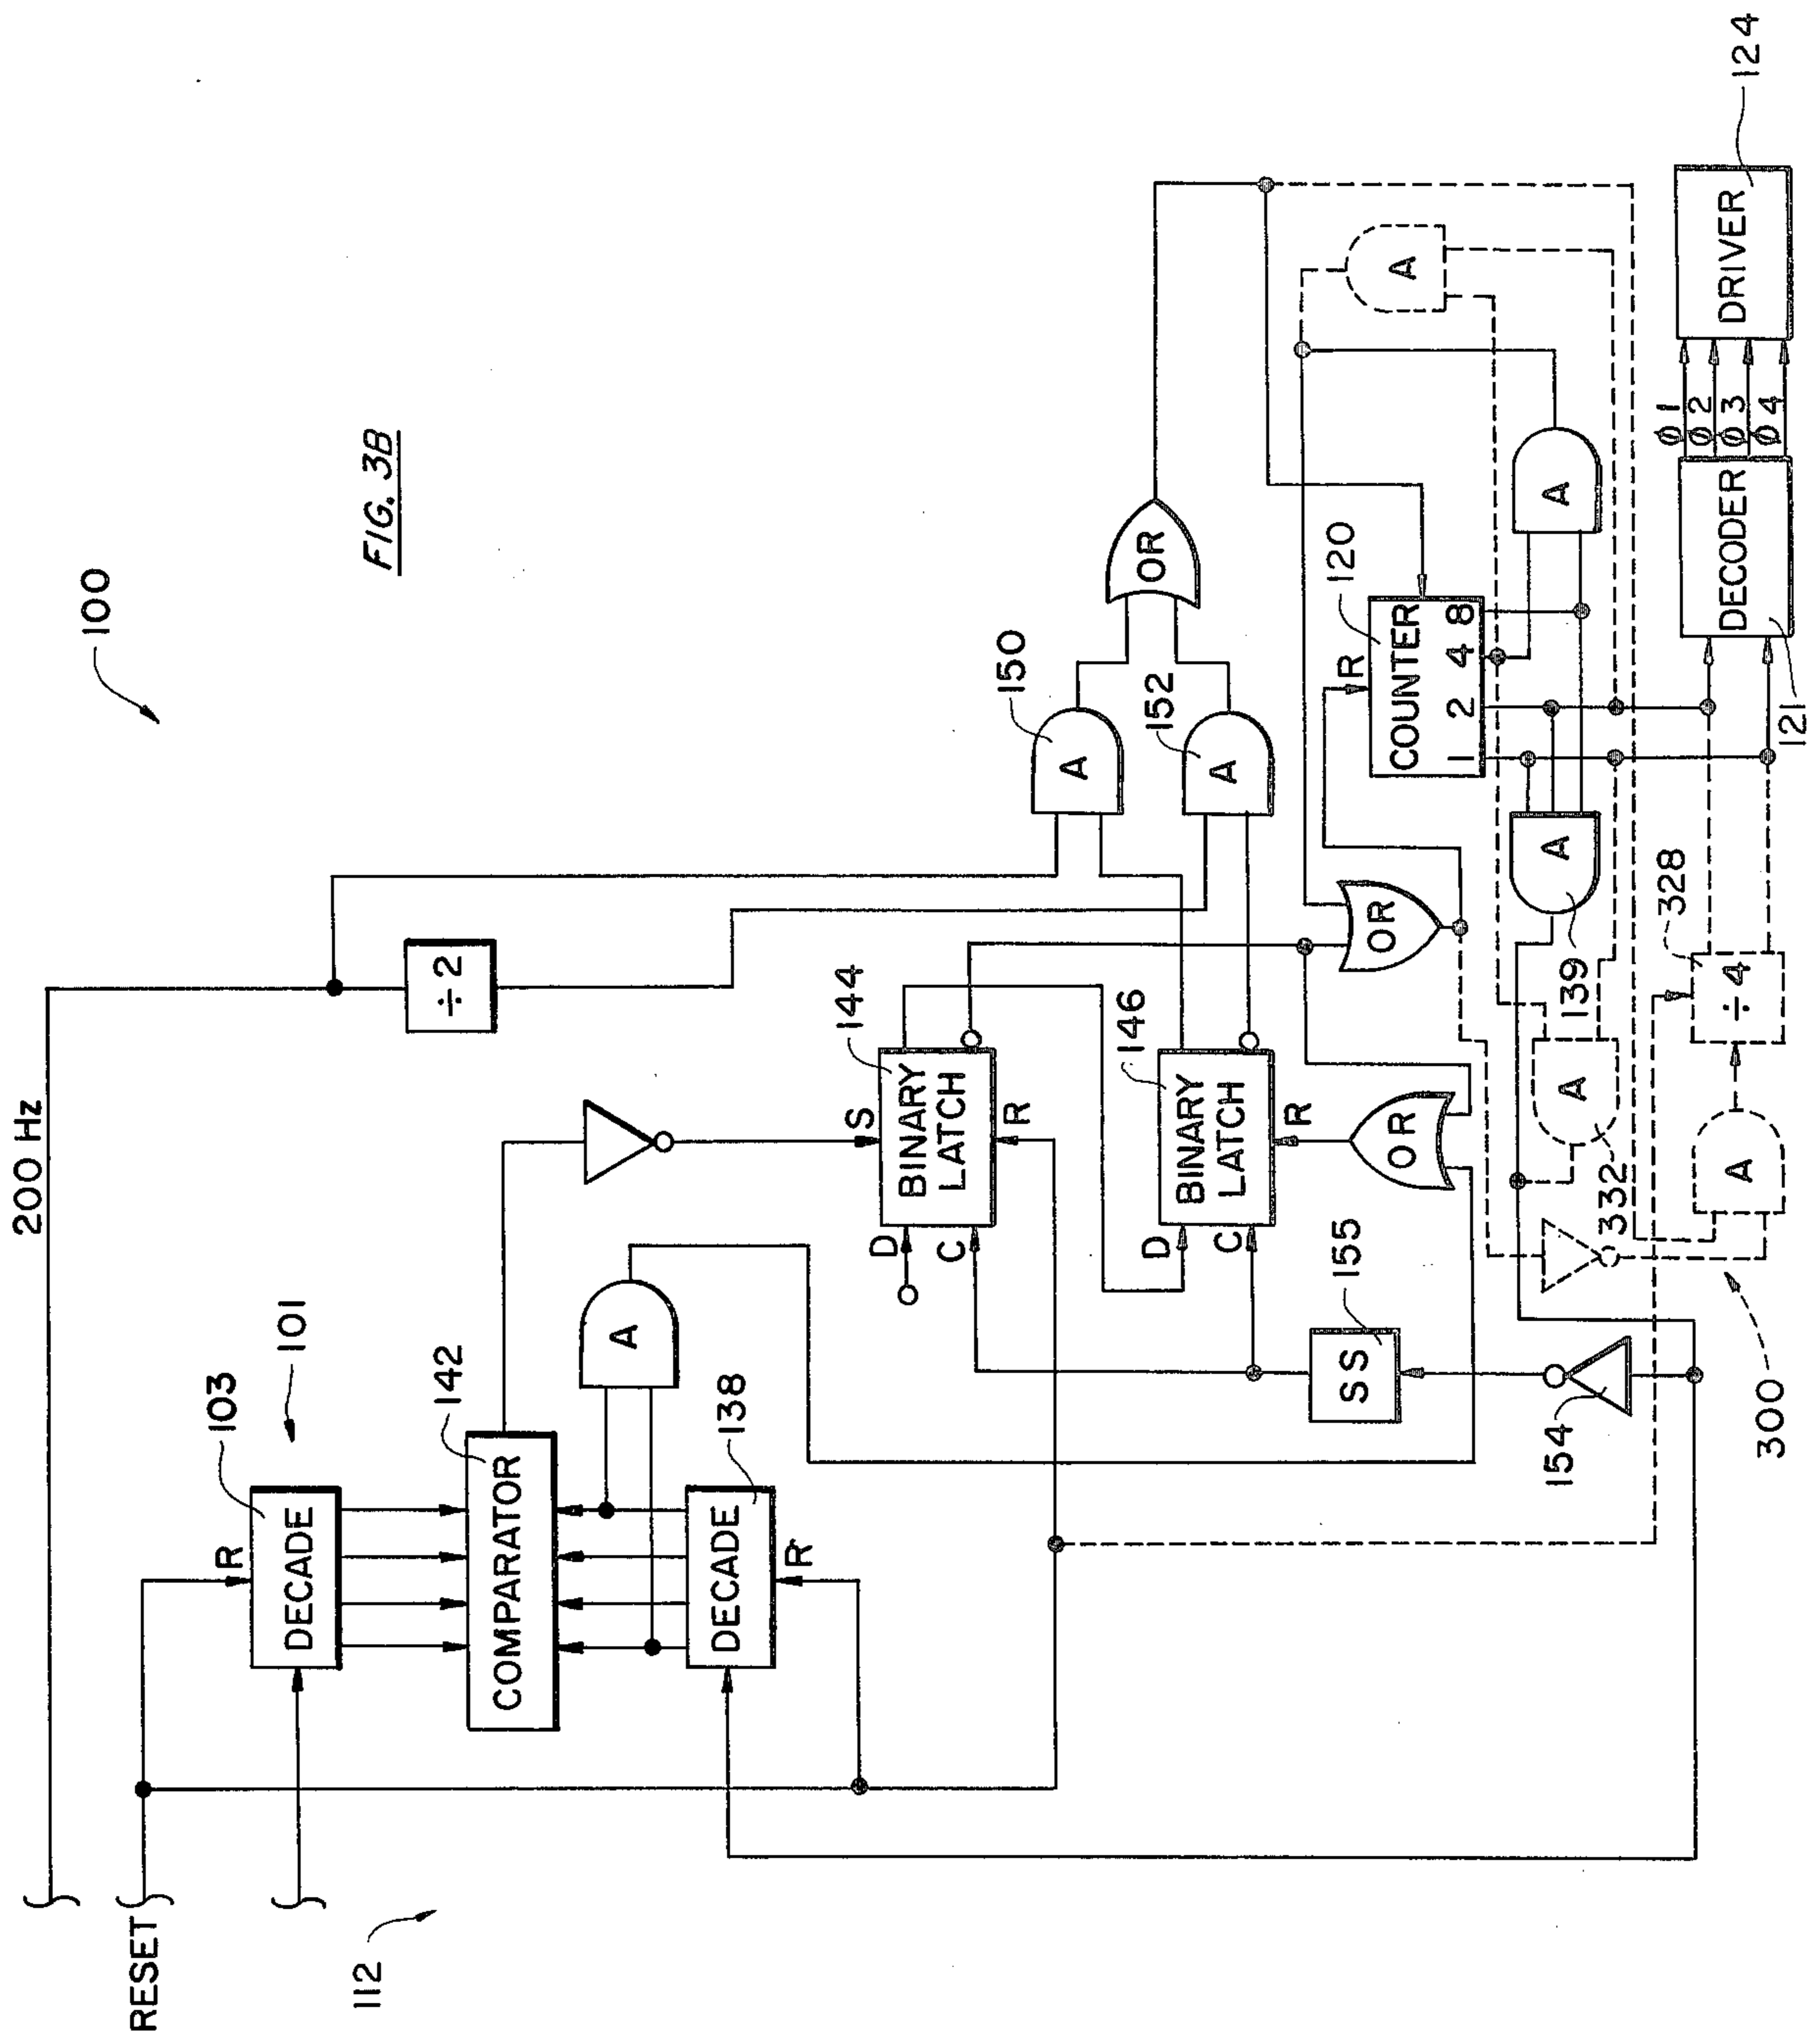 100
FIG. 3B
200 Hz
RESET
112
101
103
R
DECADE
142
COMPARATOR
138
DECADE
R
A
÷2
144
S
D
C
BINARY
LATCH
R
146
D
C
BINARY
LATCH
R
150
A
152
A
OR
OR
OR
155
SS
154
120
R
COUNTER
1 2 4 8
A
A
139
A
A
332
328
÷4
A
300
121
DECODER
Ø1
Ø2
Ø3
Ø4
DRIVER
124